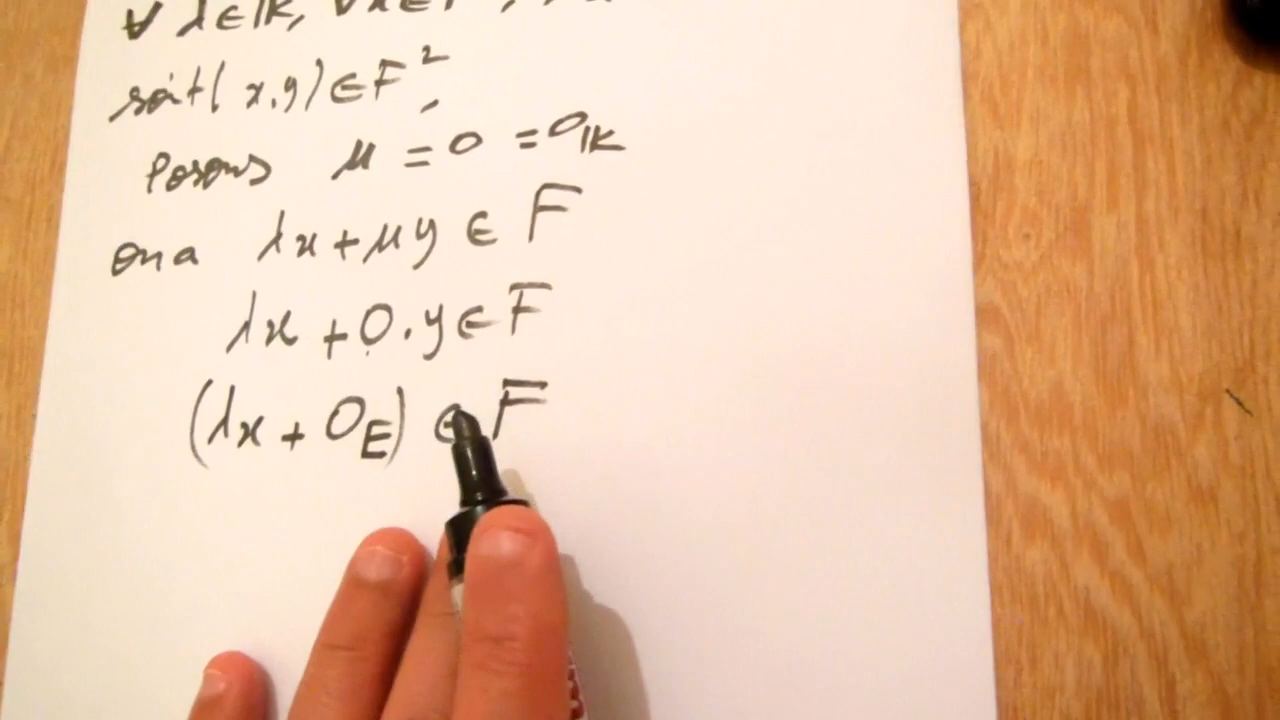 ∀ λ∈𝕂, ∀x∈F,
soit (x,y) ∈ F²,
Posons μ = 0 = 0_𝕂
on a λx + μy ∈ F
λx + 0.y ∈ F
(λx + 0_E) ∈ F